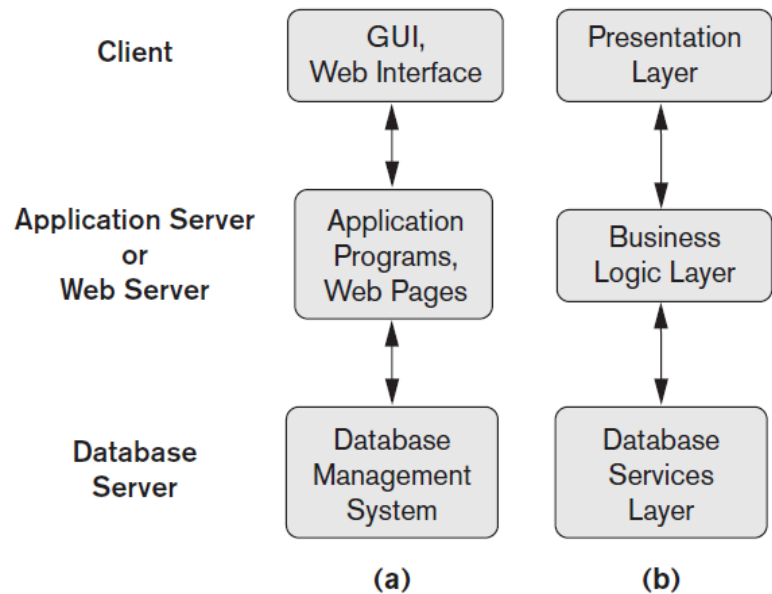 Client
GUI,
Web Interface
Presentation
Layer
Application Server
or
Web Server
Application
Programs,
Web Pages
Business
Logic Layer
Database
Server
Database
Management
System
Database
Services
Layer
(a)
(b)